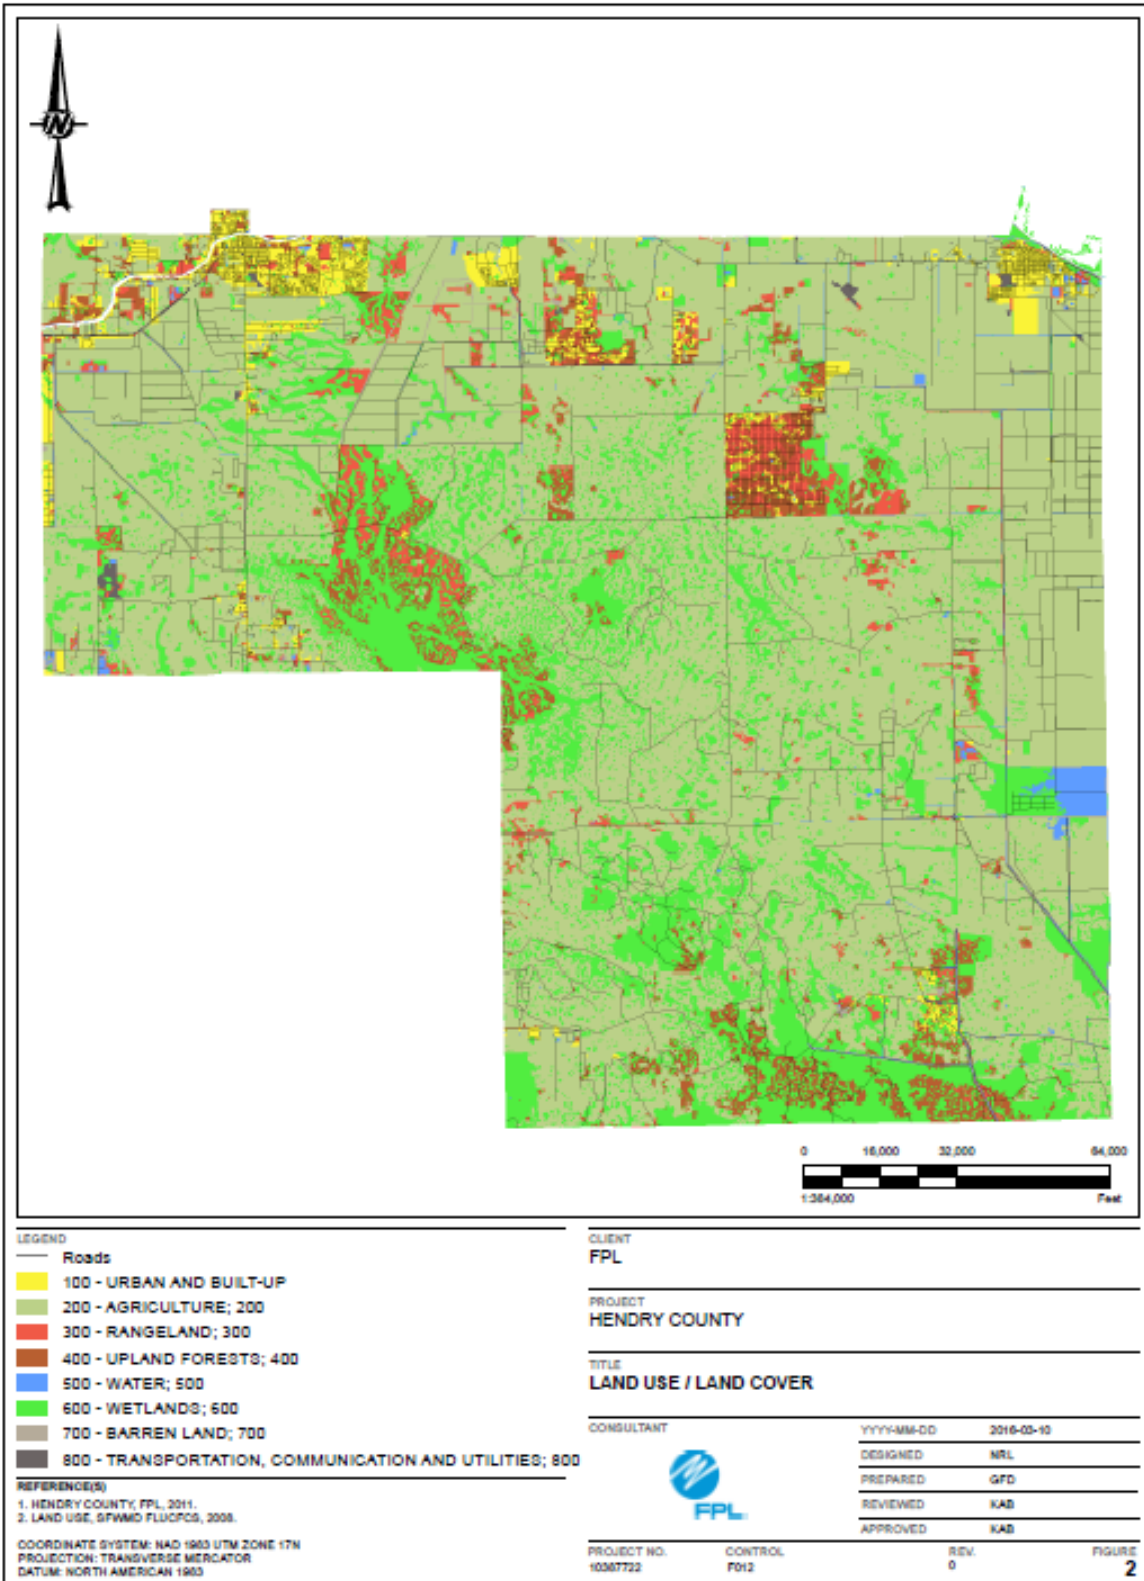 N
0 16,000 32,000 64,000
1:384,000 Feet
LEGEND
Roads
100 - URBAN AND BUILT-UP
200 - AGRICULTURE; 200
300 - RANGELAND; 300
400 - UPLAND FORESTS; 400
500 - WATER; 500
600 - WETLANDS; 600
700 - BARREN LAND; 700
800 - TRANSPORTATION, COMMUNICATION AND UTILITIES; 800
REFERENCE(S)
1. HENDRY COUNTY, FPL, 2011.
2. LAND USE, SFWMD FLUCFCS, 2008.
COORDINATE SYSTEM: NAD 1983 UTM ZONE 17N
PROJECTION: TRANSVERSE MERCATOR
DATUM: NORTH AMERICAN 1983
CLIENT
FPL
PROJECT
HENDRY COUNTY
TITLE
LAND USE / LAND COVER
CONSULTANT
FPL.
YYYY-MM-DD 2016-03-10
DESIGNED NRL
PREPARED GFD
REVIEWED KAB
APPROVED KAB
PROJECT NO. CONTROL REV. FIGURE
10387722 F012 0 2